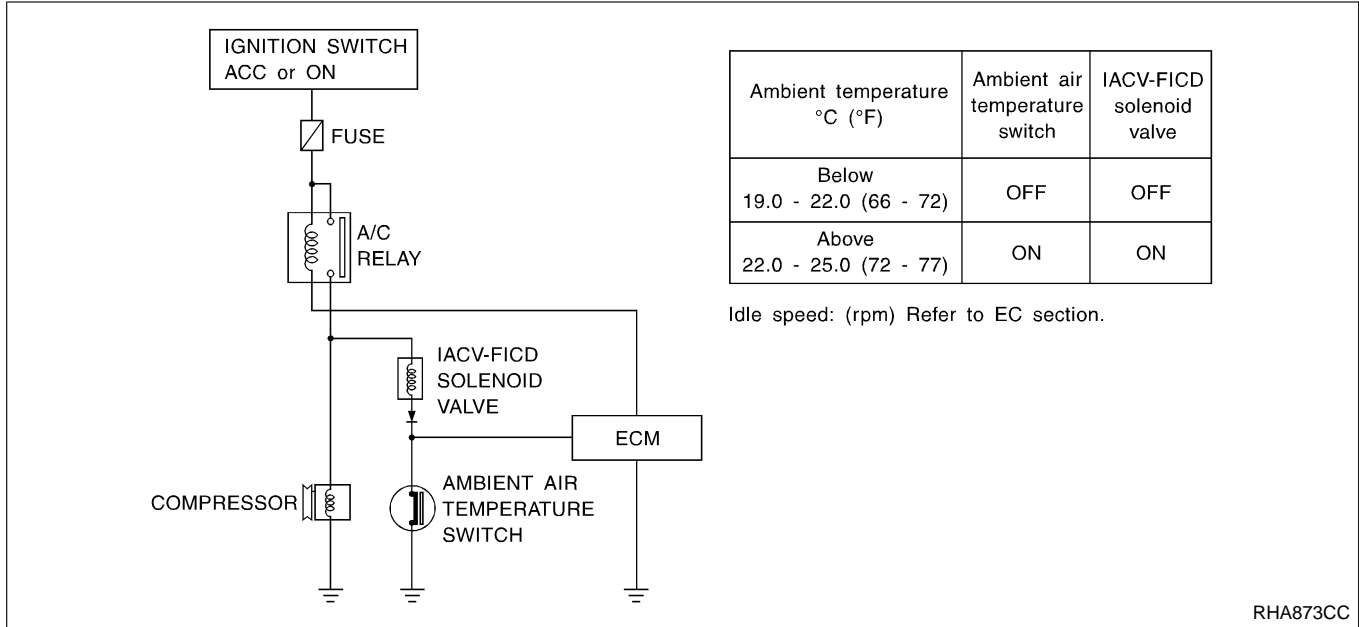 IGNITION SWITCH
ACC or ON
FUSE
A/C
RELAY
IACV-FICD
SOLENOID
VALVE
ECM
COMPRESSOR
AMBIENT AIR
TEMPERATURE
SWITCH
Ambient temperature
°C (°F)
Ambient air
temperature
switch
IACV-FICD
solenoid
valve
Below
19.0 - 22.0 (66 - 72)
OFF
OFF
Above
22.0 - 25.0 (72 - 77)
ON
ON
Idle speed: (rpm) Refer to EC section.
RHA873CC